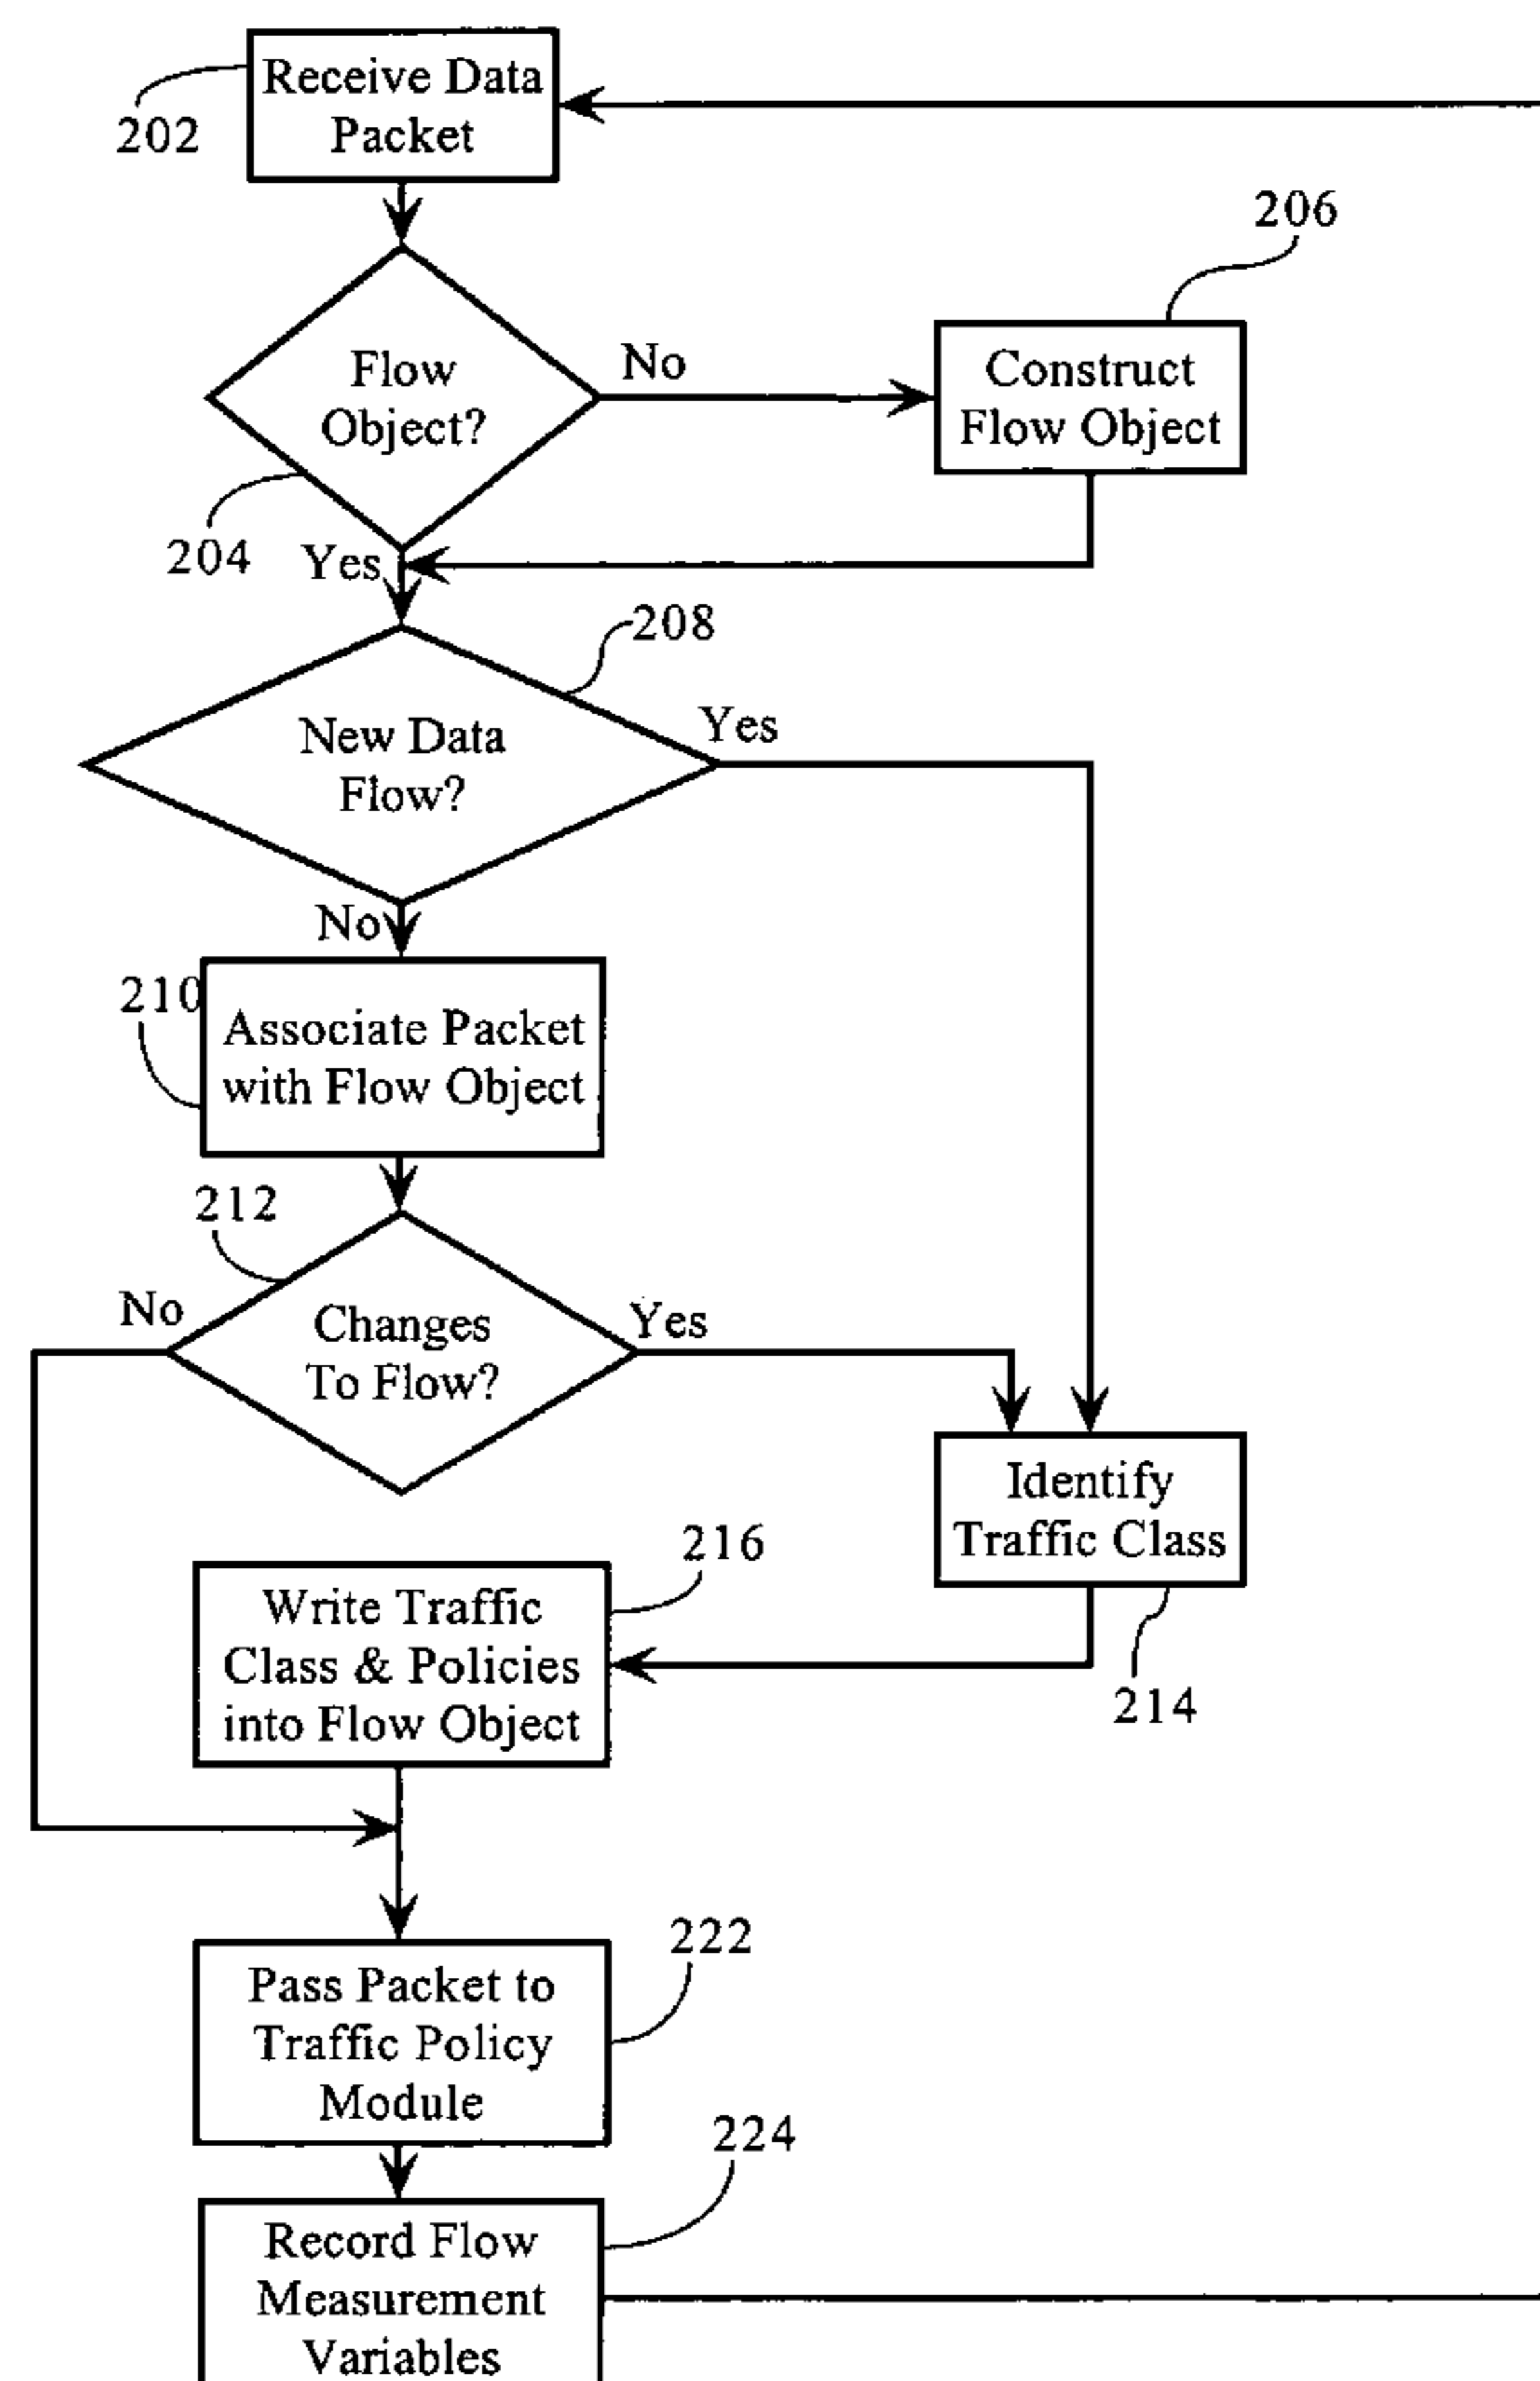 Receive Data
Packet
202
206
Flow
Object?
No
Construct
Flow Object
204
Yes
208
New Data
Flow?
Yes
No
210
Associate Packet
with Flow Object
212
No
Changes
To Flow?
Yes
Identify
Traffic Class
216
Write Traffic
Class & Policies
into Flow Object
214
222
Pass Packet to
Traffic Policy
Module
224
Record Flow
Measurement
Variables